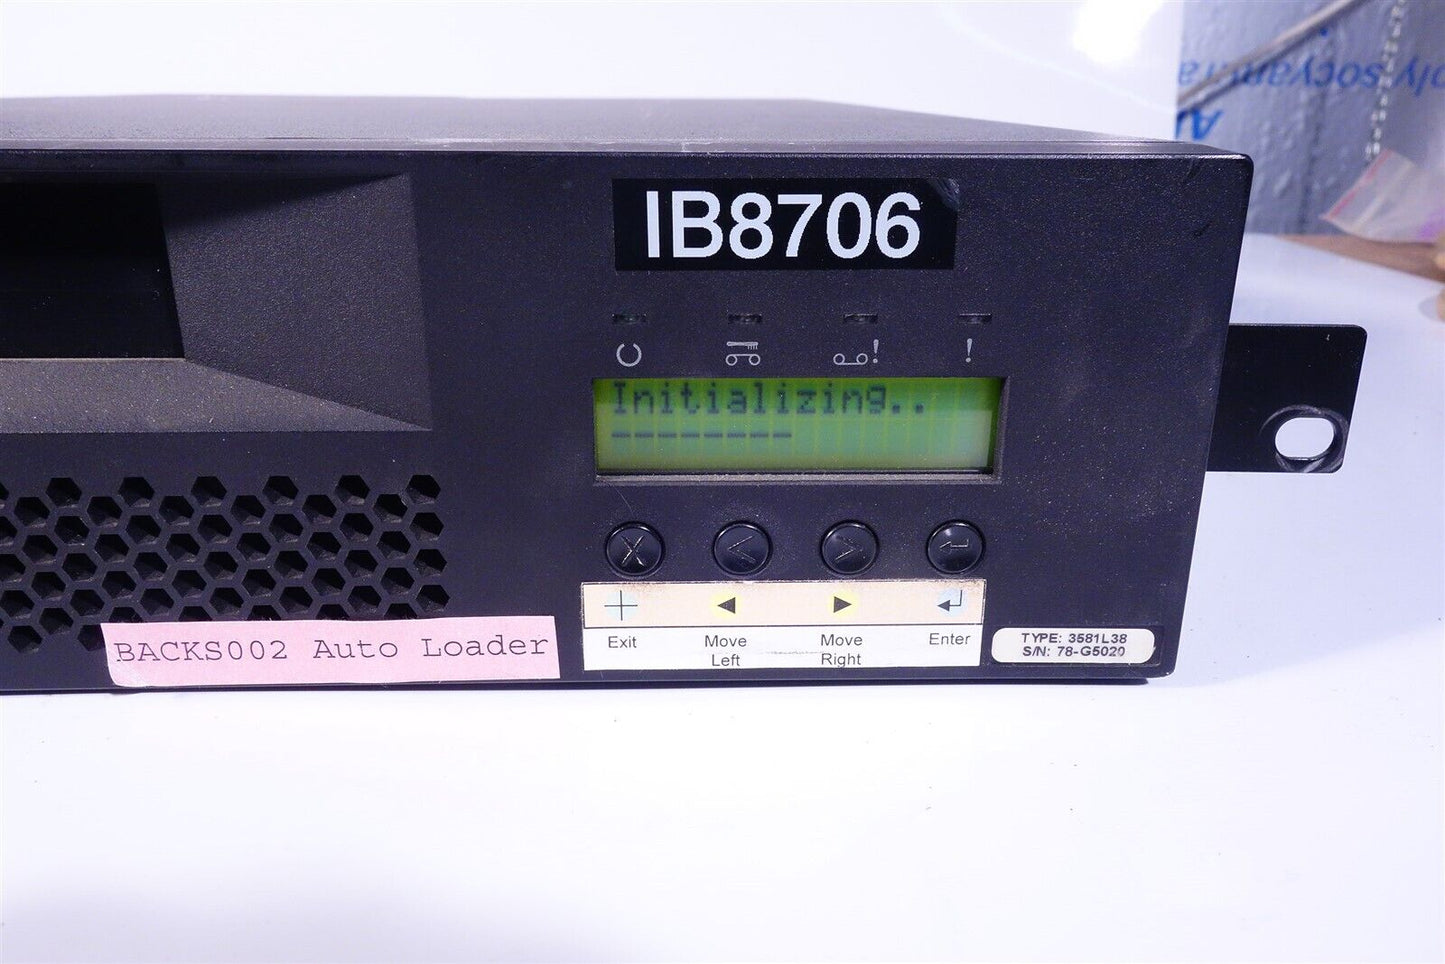 IB8706
Initializing..
--------
Exit
Move Left
Move Right
Enter
TYPE: 3581L38
S/N: 78-G5020
BACKS002 Auto Loader